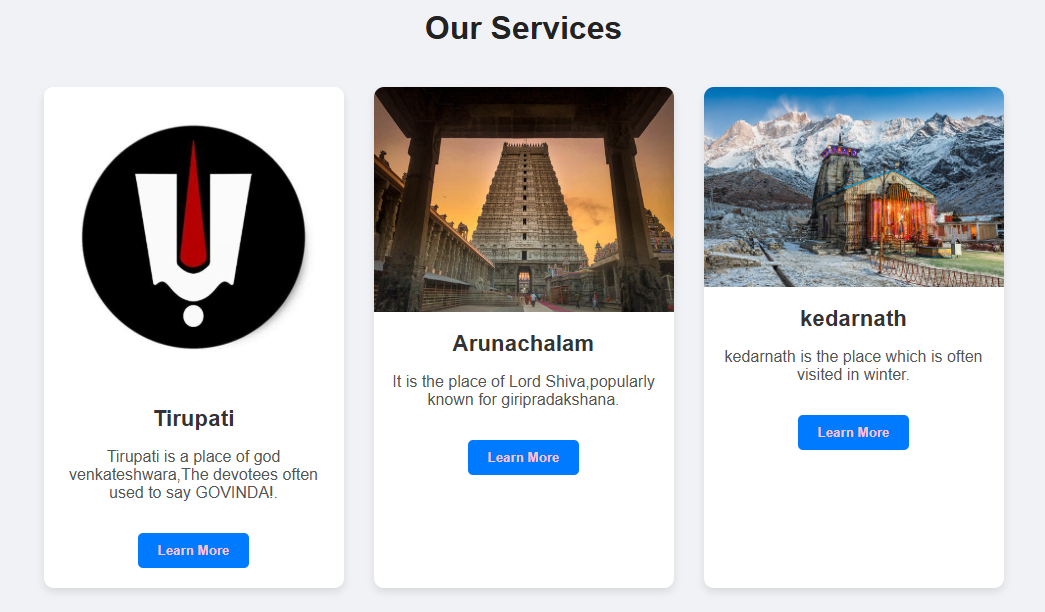 Our Services
Tirupati
Tirupati is a place of god
venkateshwara,The devotees often
used to say GOVINDA!.
Learn More
Arunachalam
It is the place of Lord Shiva,popularly
known for giripradakshana.
Learn More
kedarnath
kedarnath is the place which is often
visited in winter.
Learn More